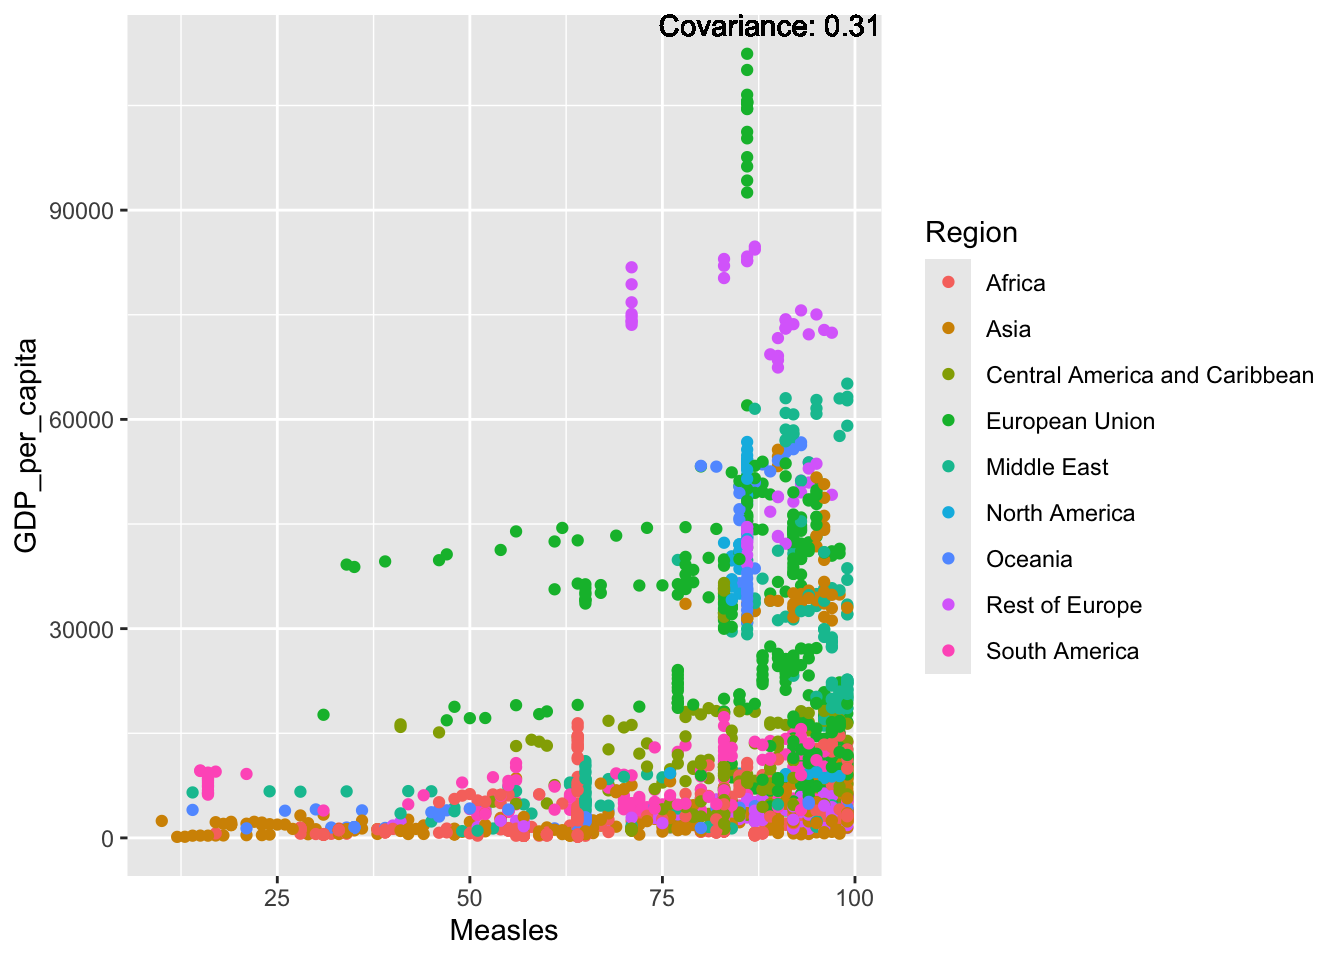 Covariance: 0.31
GDP_per_capita
90000
60000
30000
0
25
50
75
100
Measles
Region
Africa
Asia
Central America and Caribbean
European Union
Middle East
North America
Oceania
Rest of Europe
South America